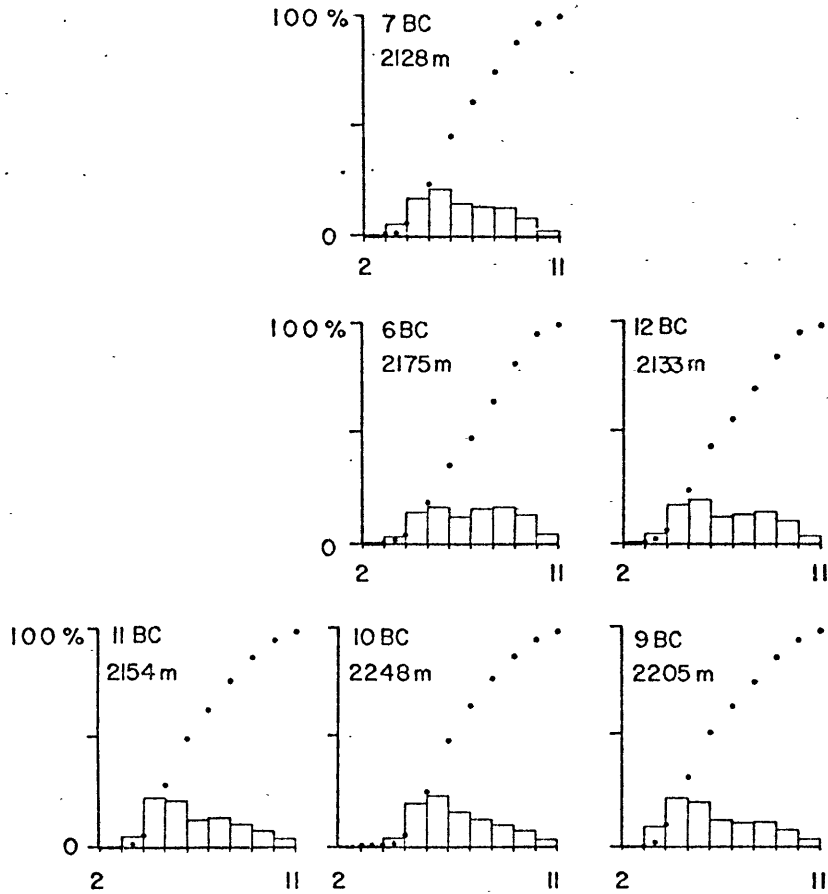 100 %
7 BC
2128 m
0
2 11
100 % 6 BC 12 BC
2175 m 2133 m
0
2 11 2 11
100 % 11 BC 10 BC 9 BC
2154 m 2248 m 2205 m
0
2 11 2 11 2 11